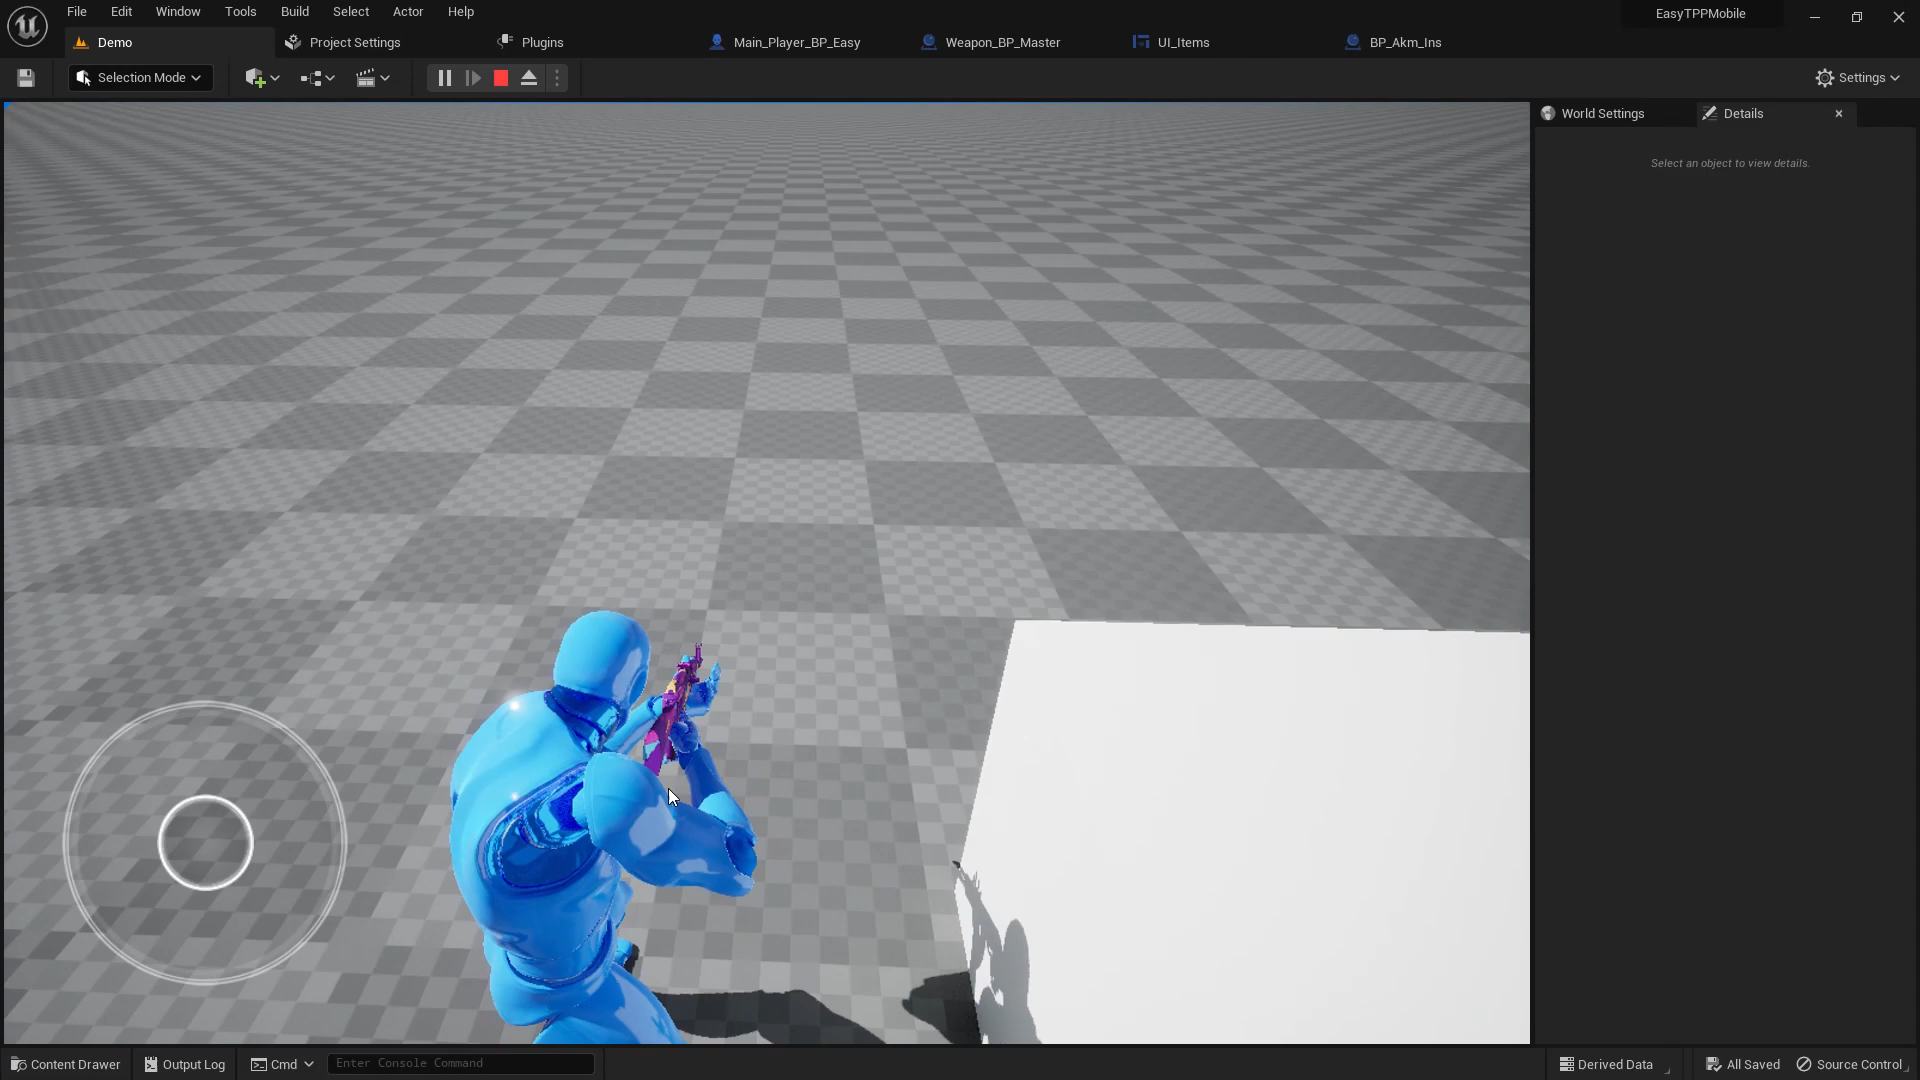 File Edit Window Tools Build Select Actor Help
EasyTPPMobile
Demo Project Settings Plugins Main_Player_BP_Easy Weapon_BP_Master UI_Items BP_Akm_Ins
Selection Mode Settings
World Settings Details
Select an object to view details.
Content Drawer Output Log Cmd Enter Console Command Derived Data All Saved Source Control